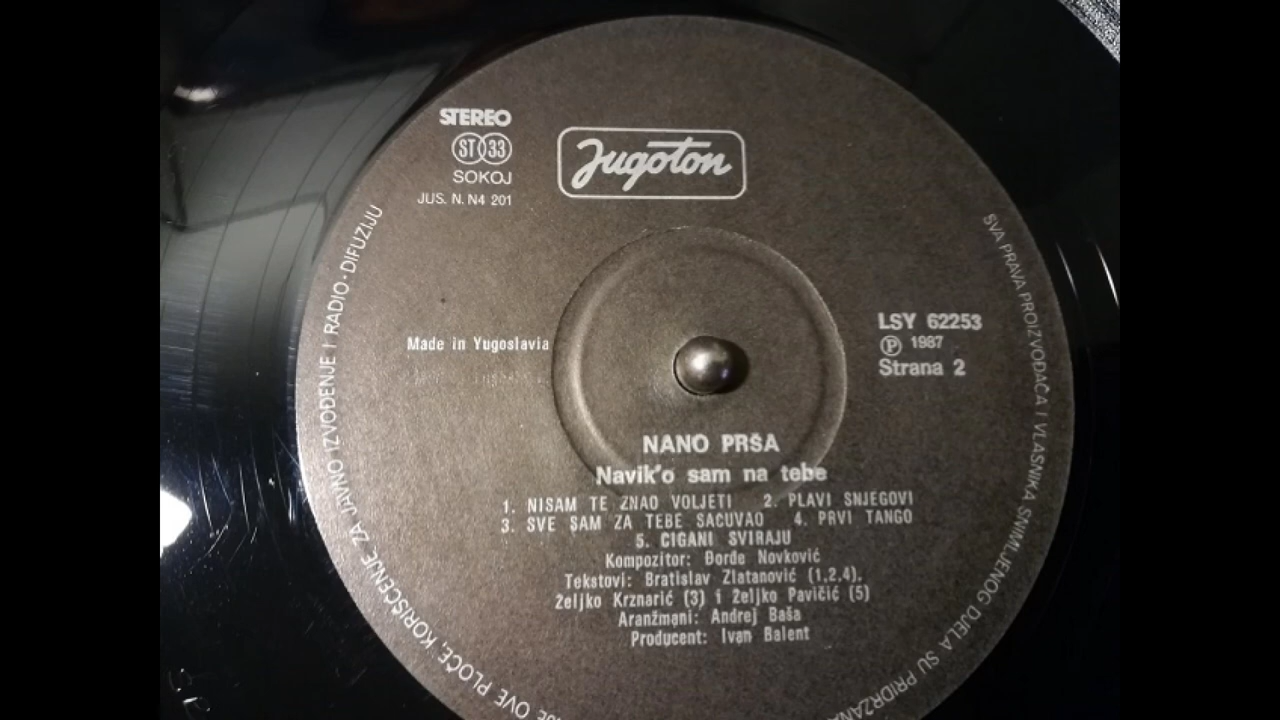 STEREO
ST 33
SOKOJ
JUS. N. N4 201
Jugoton
Made in Yugoslavia
LSY 62253
Ⓟ 1987
Strana 2
NANO PRŠA
Navik'o sam na tebe
1. NISAM TE ZNAO VOLJETI 2. PLAVI SNJEGOVI
3. SVE SAM ZA TEBE SACUVAO 4. PRVI TANGO
5. CIGANI SVIRAJU
Kompozitor: Đorđe Novković
Tekstovi: Bratislav Zlatanović (1,2,4),
Željko Krznarić (3) i Željko Pavičić (5)
Aranžmani: Andrej Baša
Producent: Ivan Balent
SVA PRAVA PROIZVOĐAČA I VLASNIKA SNIMLJENOG DJELA SU PRIDRŽANA
OVE PLOČE, KORIŠĆENJE ZA JAVNO IZVOĐENJE I RADIO-DIFUZIJU